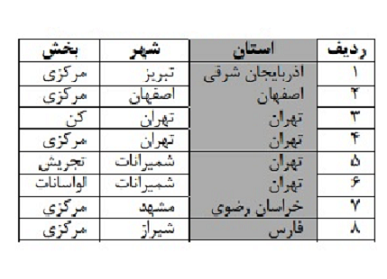 ردیف استان شهر بخش
۱ اذربایجان شرقی تبریز مرکزی
۲ اصفهان اصفهان مرکزی
۳ تهران تهران کن
۴ تهران تهران مرکزی
۵ تهران شمیرانات تجریش
۶ تهران شمیرانات لواسانات
۷ خراسان رضوی مشهد مرکزی
۸ فارس شیراز مرکزی